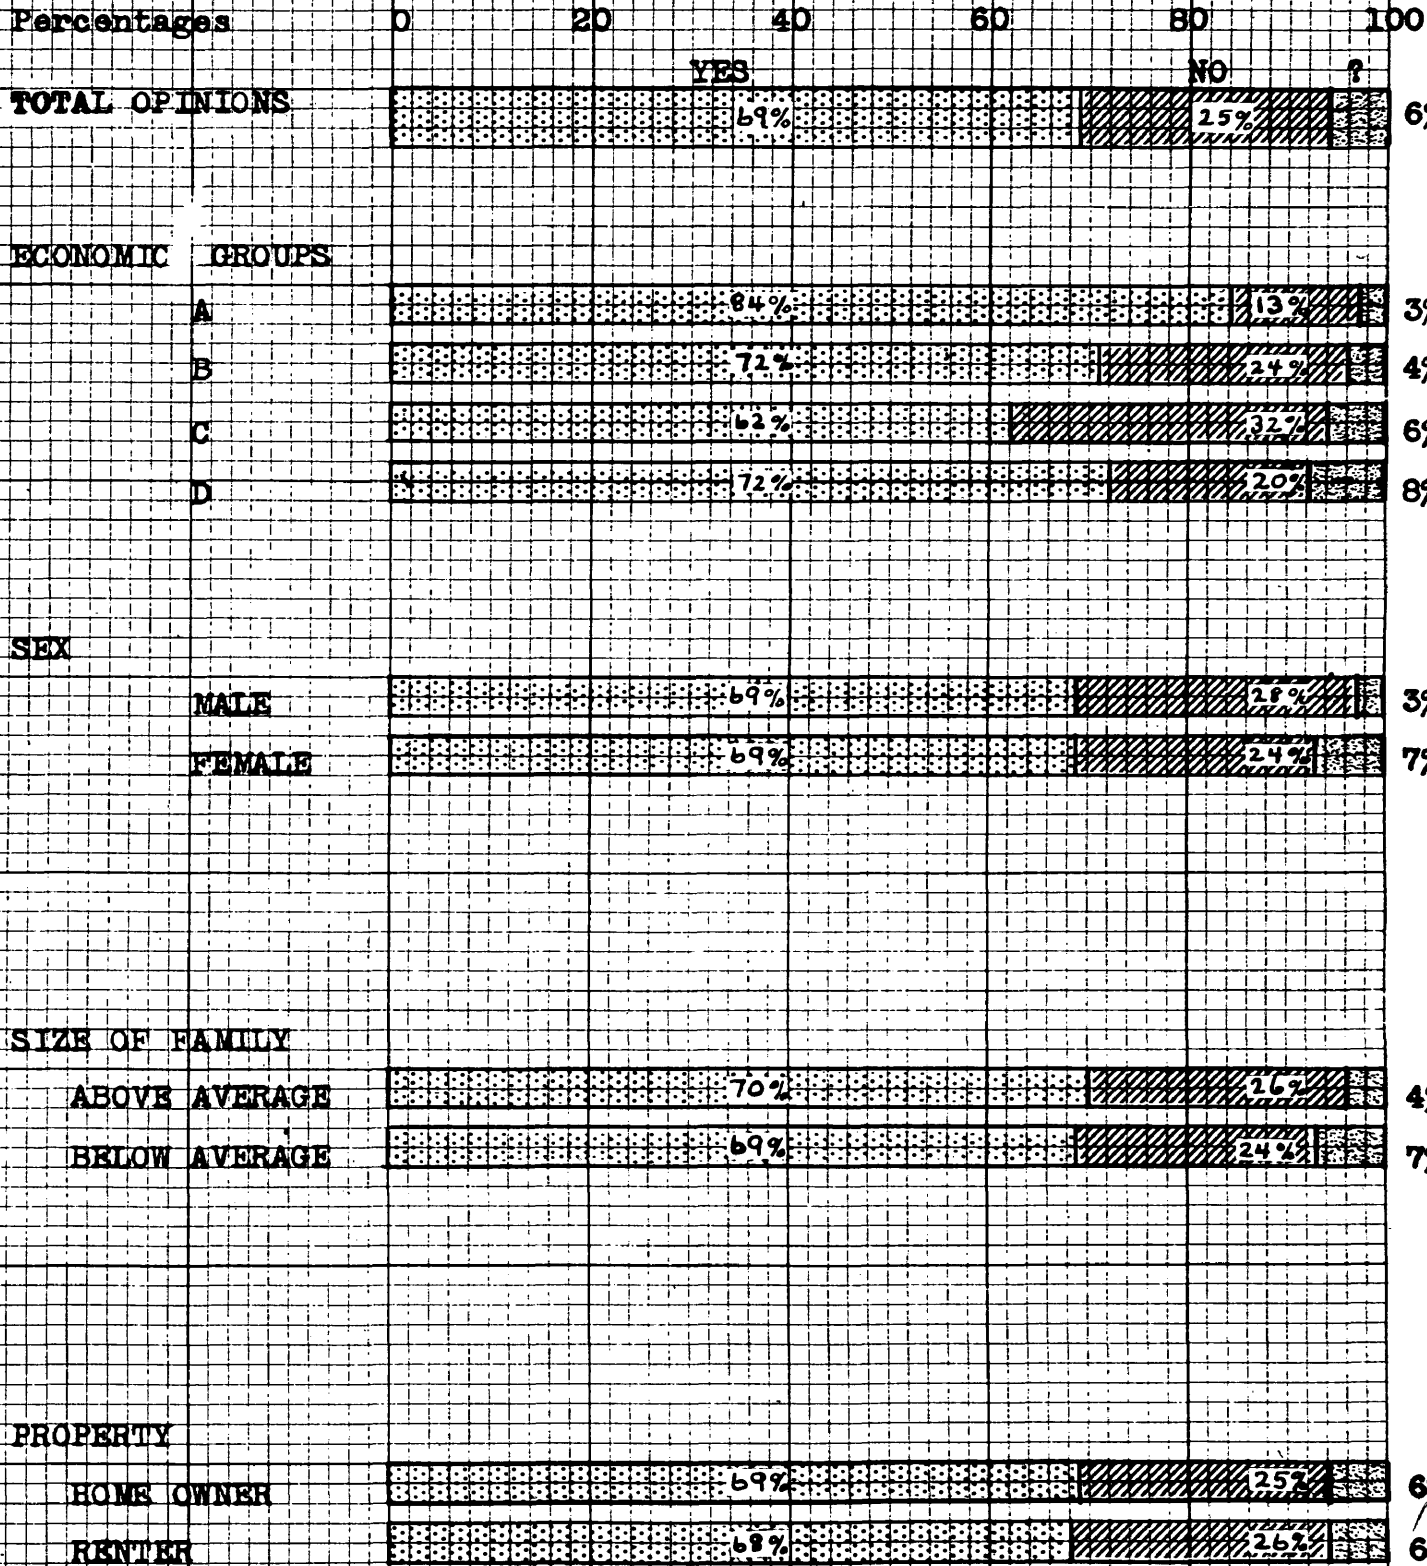 Percentages 0 20 40 60 80 100
YES NO ?
TOTAL OPINIONS 69% 25% 6%
ECONOMIC GROUPS
A 84% 13% 3%
B 72% 24% 4%
C 62% 32% 6%
D 72% 20% 8%
SEX
MALE 69% 28% 3%
FEMALE 69% 24% 7%
SIZE OF FAMILY
ABOVE AVERAGE 70% 26% 4%
BELOW AVERAGE 69% 24% 7%
PROPERTY
HOME OWNER 69% 25% 6
RENTER 68% 26% 6